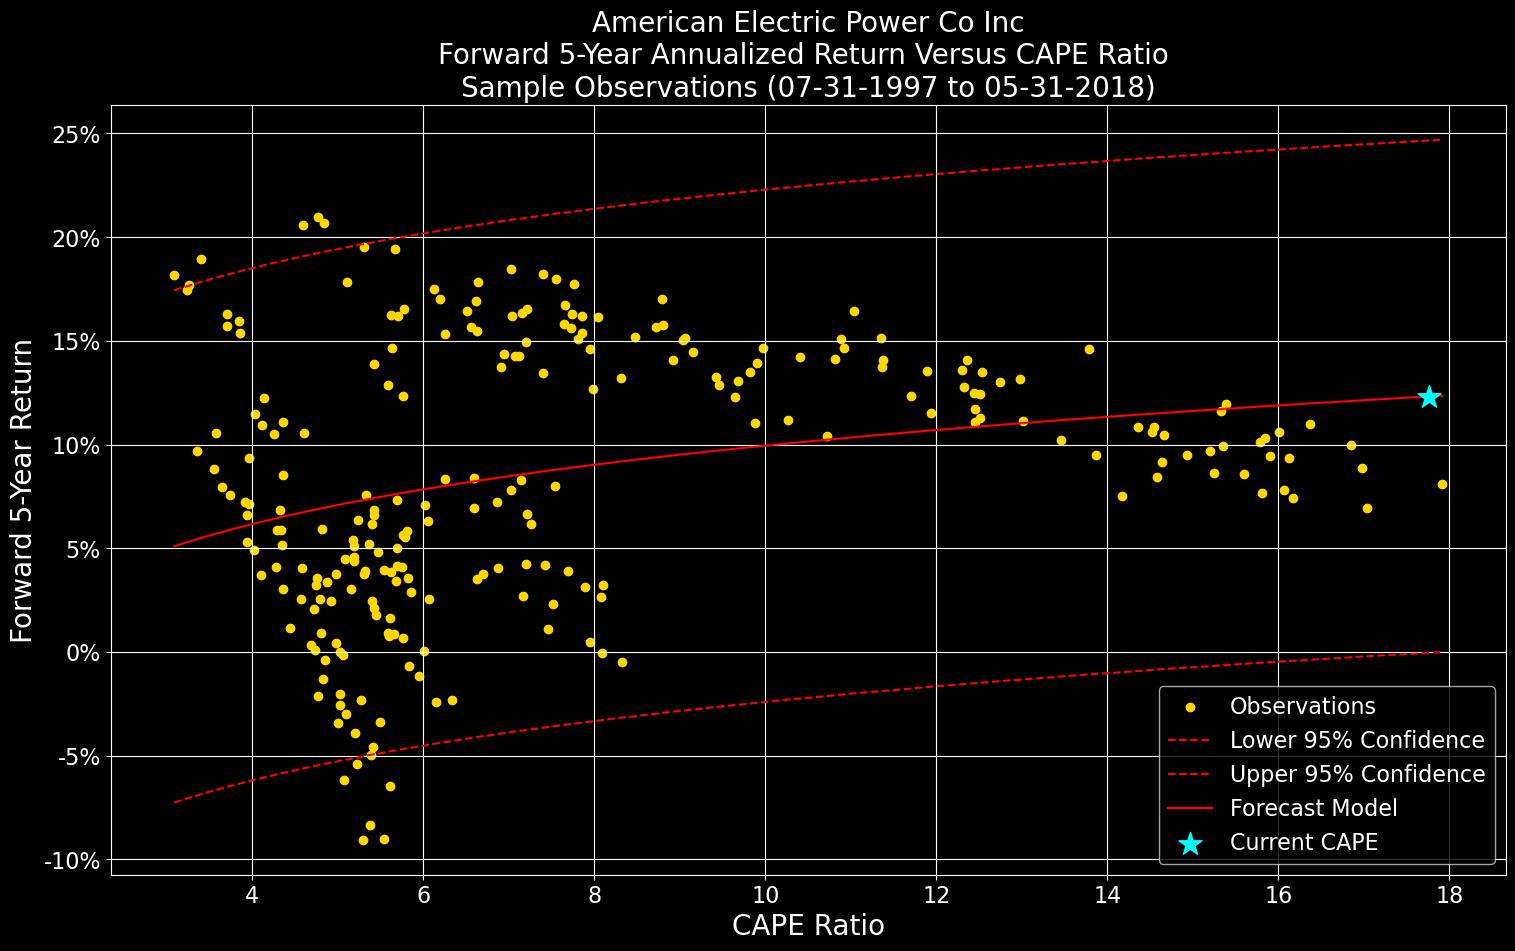 American Electric Power Co Inc
Forward 5-Year Annualized Return Versus CAPE Ratio
Sample Observations (07-31-1997 to 05-31-2018)
25%
20%
15%
10%
5%
0%
-5%
-10%
Forward 5-Year Return
4 6 8 10 12 14 16 18
CAPE Ratio
Observations
Lower 95% Confidence
Upper 95% Confidence
Forecast Model
Current CAPE